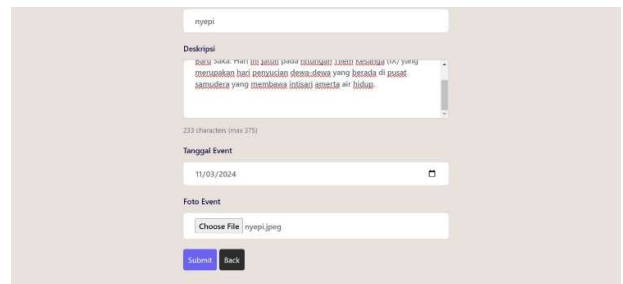 nyepi
Deskripsi
baru Saka. Hari ini jatuh pada hitungan Tilem Kesanga (IX) yang
merupakan hari penyucian dewa-dewa yang berada di pusat
samudera yang membawa intisari amerta air hidup.
233 characters (max 375)
Tanggal Event
11/03/2024
Foto Event
Choose File nyepi.jpeg
Submit Back